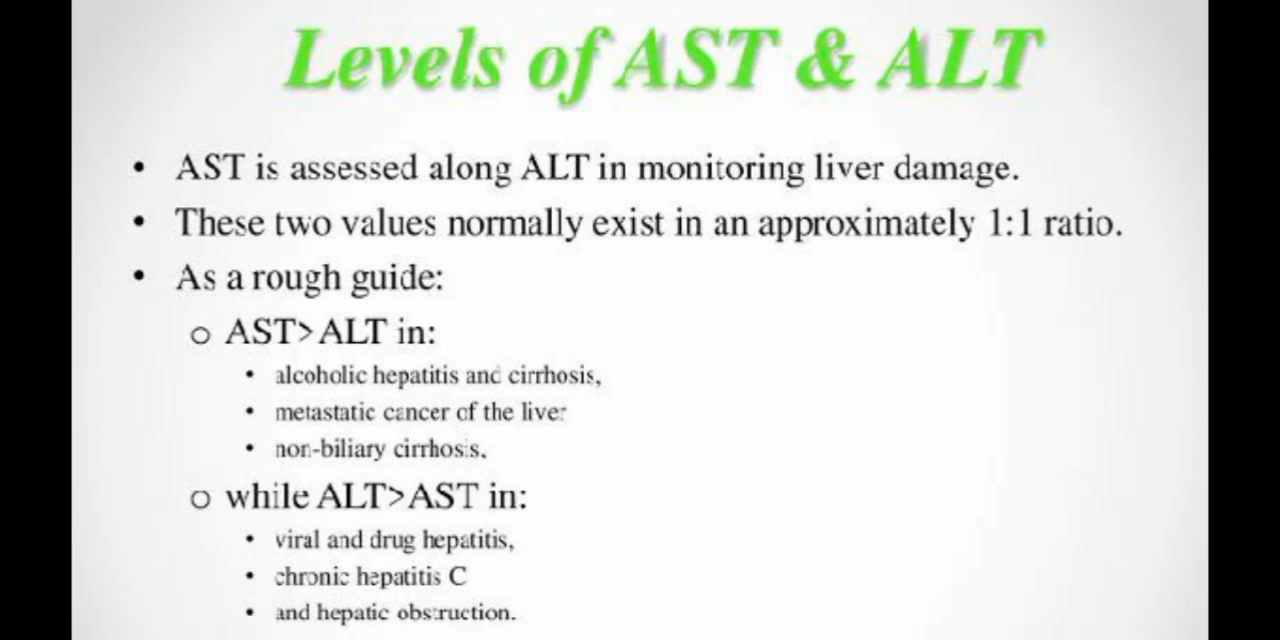 Levels of AST & ALT
• AST is assessed along ALT in monitoring liver damage.
• These two values normally exist in an approximately 1:1 ratio.
• As a rough guide:
o AST>ALT in:
• alcoholic hepatitis and cirrhosis,
• metastatic cancer of the liver
• non-biliary cirrhosis.
o while ALT>AST in:
• viral and drug hepatitis,
• chronic hepatitis C
• and hepatic obstruction.